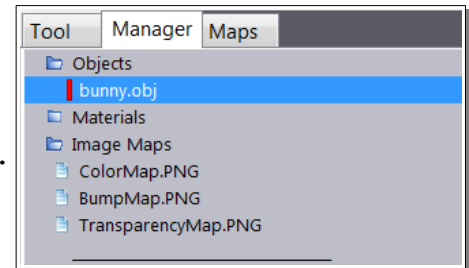 Tool Manager Maps
Objects
bunny.obj
Materials
Image Maps
ColorMap.PNG
BumpMap.PNG
TransparencyMap.PNG